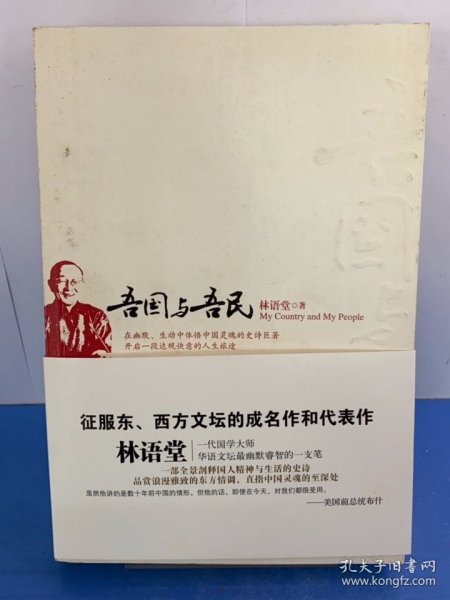 吾国与
吾国与吾民
林语堂◎著
My Country and My People
在幽默、生动中体悟中国灵魂的史诗巨著
开启一段达观快意的人生旅途
征服东、西方文坛的成名作和代表作
林语堂
一代国学大师
华语文坛最幽默睿智的一支笔
一部全景剖释国人精神与生活的史诗
品赏浪漫雅致的东方情调、直指中国灵魂的至深处
虽然他讲的是数十年前中国的情形，但他的话，即使在今天，对我们都很受用。
——美国前总统布什
孔夫子旧书网
www.kongfz.com